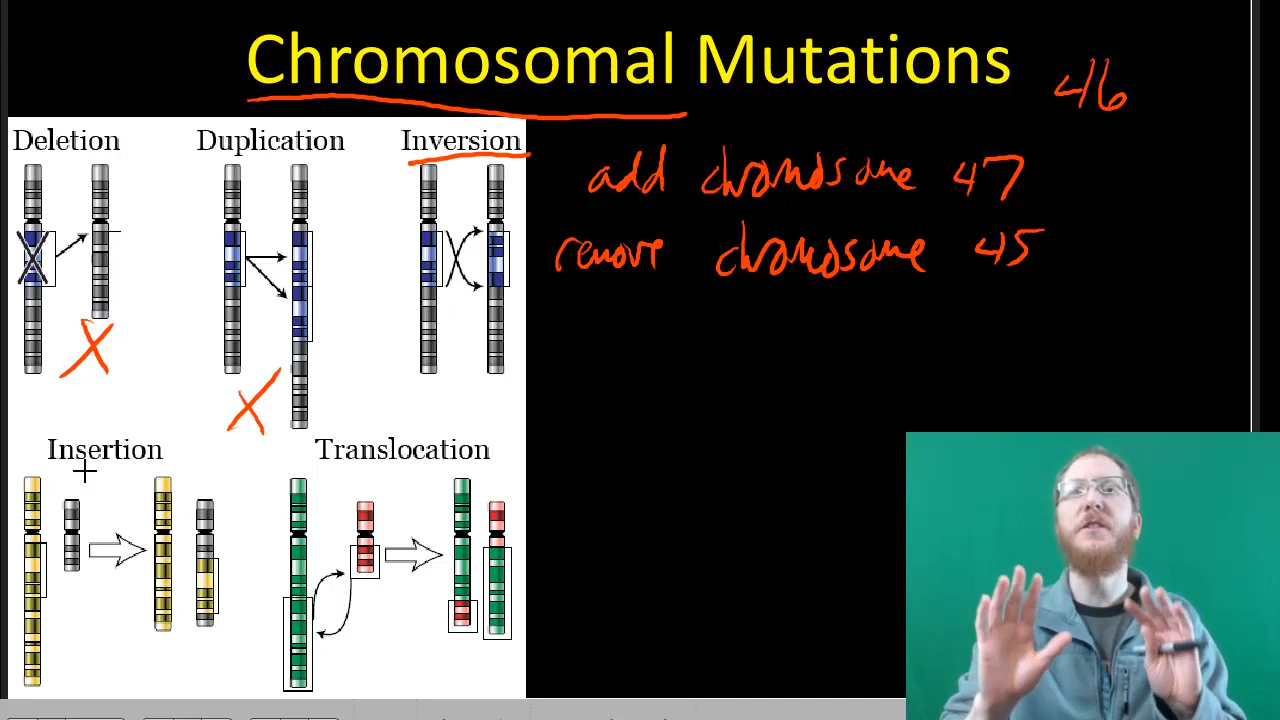 Chromosomal Mutations
46
Deletion Duplication Inversion
add chromosome 47
remove chromosome 45
Insertion Translocation